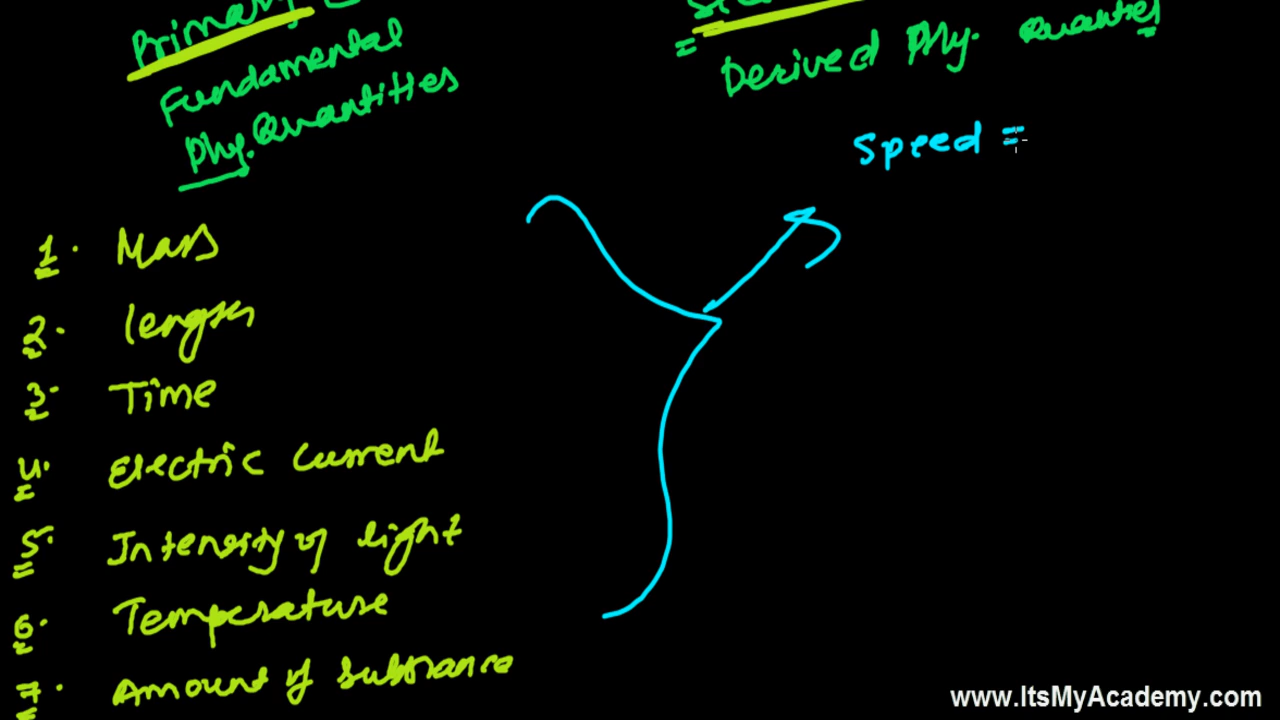 Primary
Fundamental
Phy. Quantities
Derived Phy.
Speed =
1. Mass
2. length
3. Time
4. Electric Current
5. Intensity of light
6. Temperature
7. Amount of substance
www.ItsMyAcademy.com